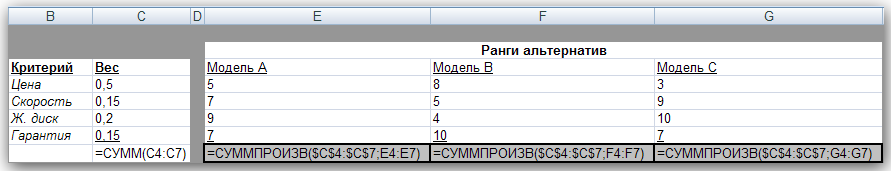 B C D E F G
Ранги альтернатив
Критерий Вес Модель A Модель B Модель C
Цена 0,5 5 8 3
Скорость 0,15 7 5 9
Ж. диск 0,2 9 4 10
Гарантия 0,15 7 10 7
=СУММ(C4:C7) =СУММПРОИЗВ($C$4:$C$7;E4:E7) =СУММПРОИЗВ($C$4:$C$7;F4:F7) =СУММПРОИЗВ($C$4:$C$7;G4:G7)